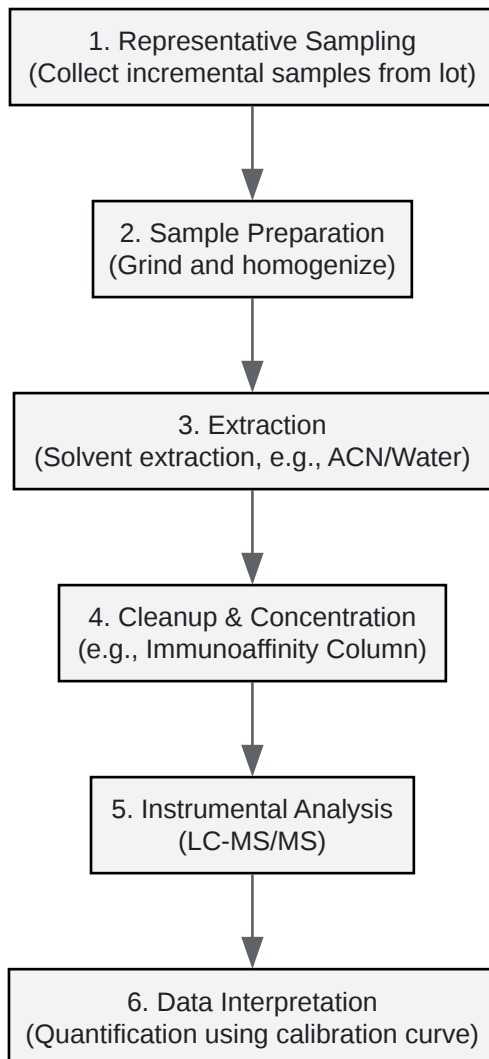 1. Representative Sampling
(Collect incremental samples from lot)
2. Sample Preparation
(Grind and homogenize)
3. Extraction
(Solvent extraction, e.g., ACN/Water)
4. Cleanup & Concentration
(e.g., Immunoaffinity Column)
5. Instrumental Analysis
(LC-MS/MS)
6. Data Interpretation
(Quantification using calibration curve)